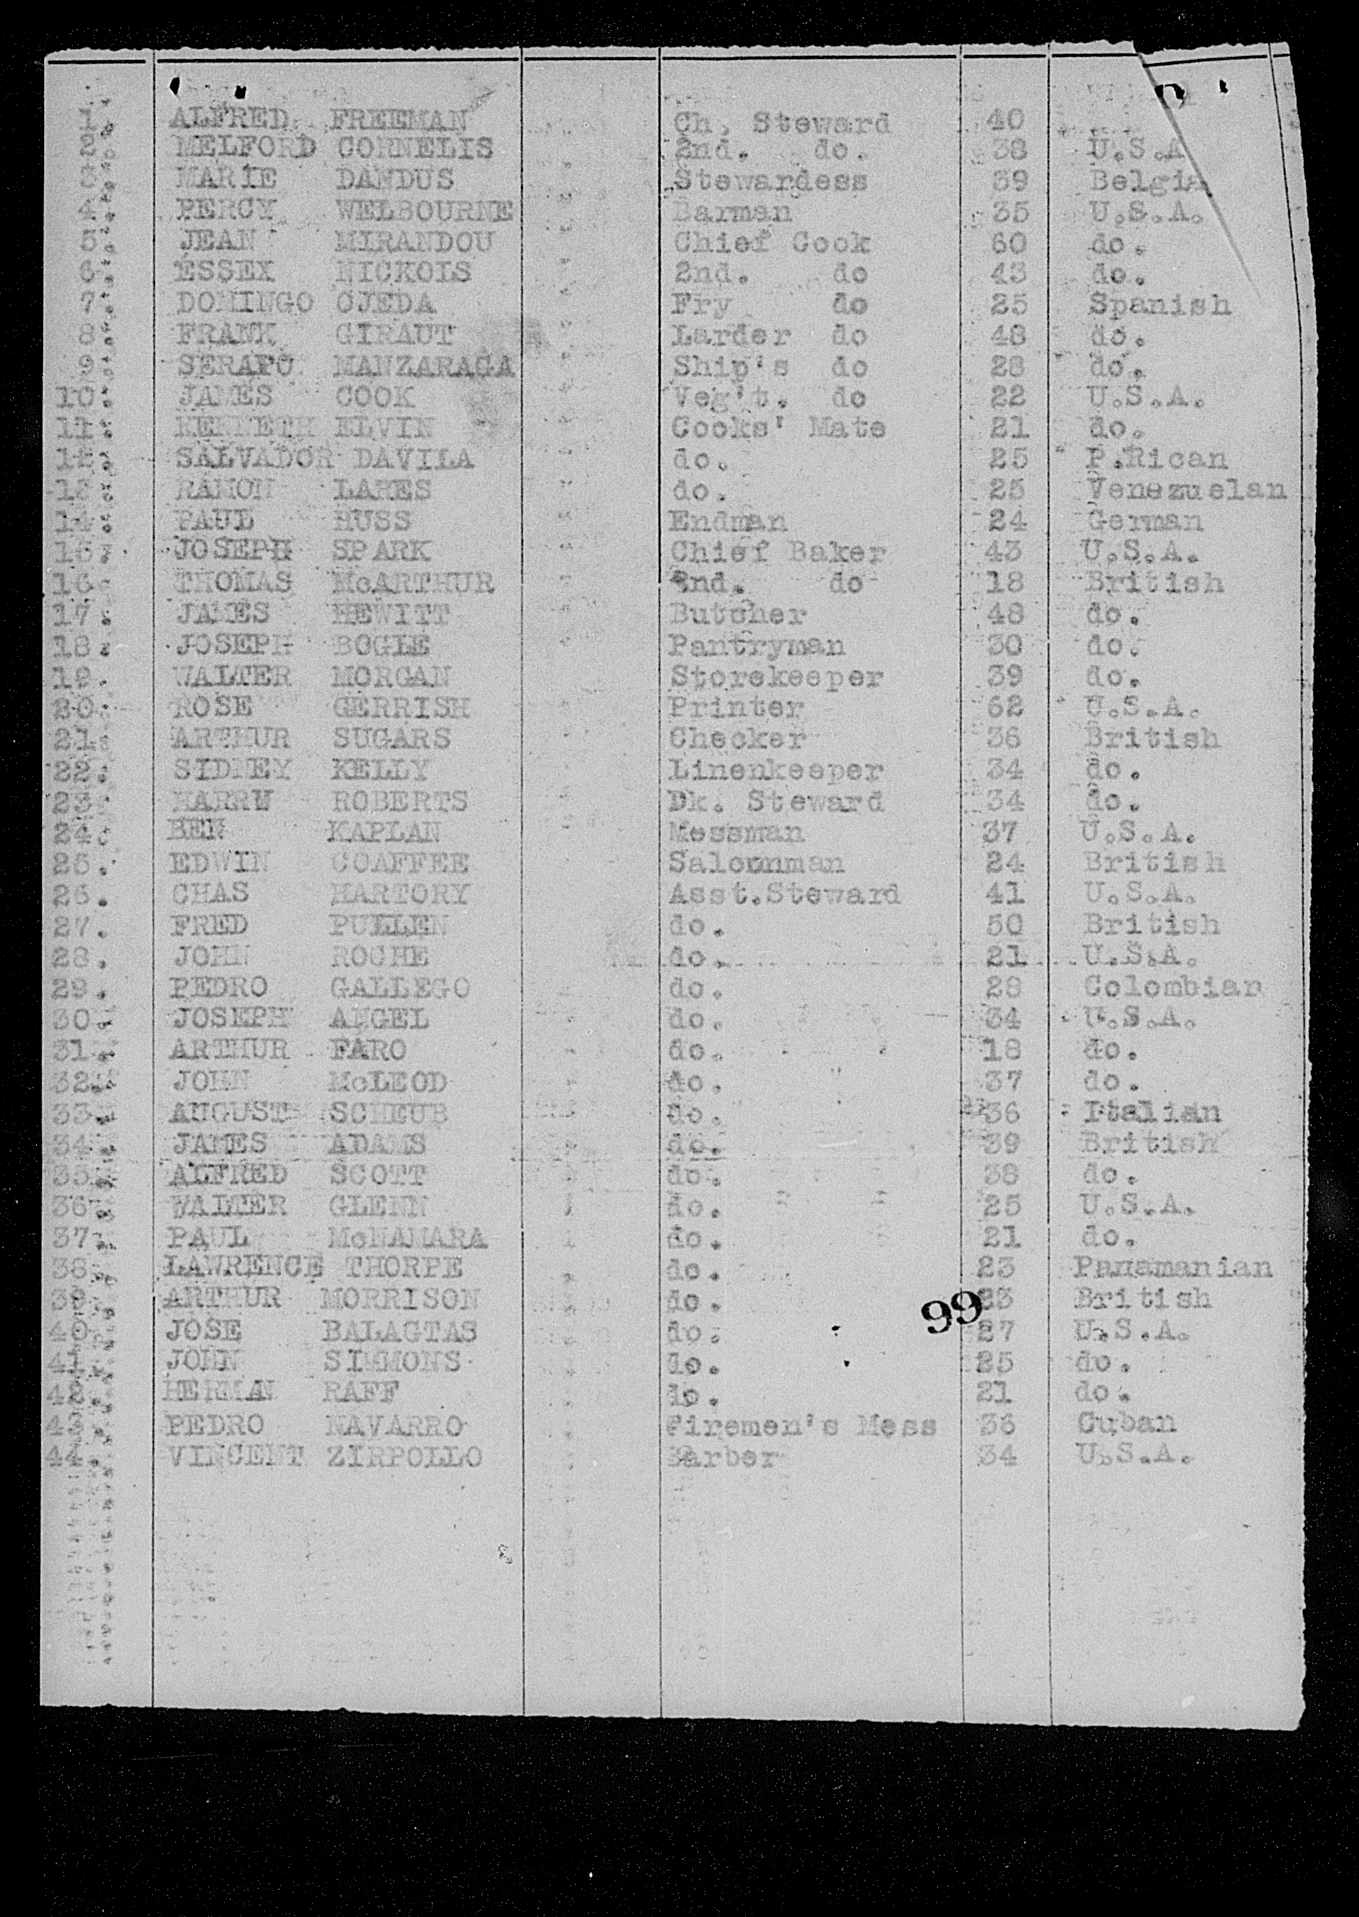 1. ALFRED FREEMAN Ch. Steward 40
2. MELFORD CORNELIS 2nd. do. 38 U.S.A
3. MARIE DANDUS Stewardess 39 Belgia
4. PERCY WELBOURNE Barman 35 U.S.A.
5. JEAN MIRANDOU Chief Cook 60 do.
6. ESSEX NICKOIS 2nd. do 43 do.
7. DOMINGO OJEDA Fry do 25 Spanish
8. FRANK GIRAUT Larder do 48 do.
9. SERAFO MANZARAGA Ship's do 28 do.
10. JAMES COOK Veg't. do 22 U.S.A.
11. KENNETH ELVIN Cooks' Mate 21 do.
12. SALVADOR DAVILA do. 25 P.Rican
13. RAMON LARES do. 25 Venezuelan
14. PAUL HUSS Endman 24 German
15. JOSEPH SPARK Chief Baker 43 U.S.A.
16. THOMAS McARTHUR 2nd. do 18 British
17. JAMES HEWITT Butcher 48 do.
18. JOSEPH BOGLE Pantryman 30 do.
19. WALTER MORGAN Storekeeper 39 do.
20. ROSE GERRISH Printer 62 U.S.A.
21. ARTHUR SUGARS Checker 36 British
22. SIDNEY KELLY Linenkeeper 34 do.
23. HARRY ROBERTS Dk. Steward 34 do.
24. BEN KAPLAN Messman 37 U.S.A.
25. EDWIN COAFFEE Saloonman 24 British
26. CHAS HARTORY Asst.Steward 41 U.S.A.
27. FRED PULLEN do. 50 British
28. JOHN ROCHE do. 21 U.S.A.
29. PEDRO GALLEGO do. 28 Colombian
30. JOSEPH ANGEL do. 34 U.S.A.
31. ARTHUR FARO do. 18 do.
32. JOHN McLEOD do. 37 do.
33. AUGUST SCHEUB do. 36 Italian
34. JAMES ADAMS do. 39 British
35. ALFRED SCOTT do. 38 do.
36. WALTER GLENN do. 25 U.S.A.
37. PAUL McNAMARA do. 21 do.
38. LAWRENCE THORPE do. 23 Panamanian
39. ARTHUR MORRISON do. 23 British
99
40. JOSE BALAGTAS do. 27 U.S.A.
41. JOHN SIMMONS do. 25 do.
42. HERMAN RAFF do. 21 do.
43. PEDRO NAVARRO Firemen's Mess 36 Cuban
44. VINCENT ZIRPOLLO Barber 34 U.S.A.